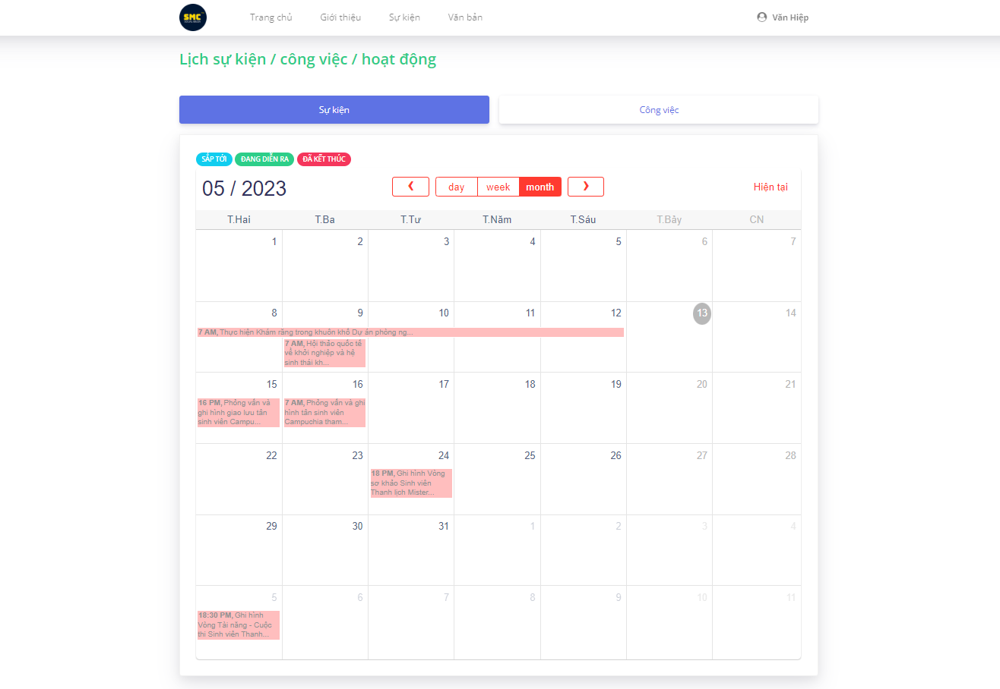 SMC
Trang chủ
Giới thiệu
Sự kiện
Văn bản
Văn Hiệp
Lịch sự kiện / công việc / hoạt động
Sự kiện
Công việc
SẮP TỚI
ĐANG DIỄN RA
ĐÃ KẾT THÚC
05 / 2023
day
week
month
Hiện tại
T.Hai T.Ba T.Tư T.Năm T.Sáu T.Bảy CN
1 2 3 4 5 6 7
8 9 10 11 12 13 14
7 AM, Thực hiện Khám răng trong khuôn khổ Dự án phòng ng...
7 AM, Hội thảo quốc tế
về khởi nghiệp và hệ
sinh thái kh...
15 16 17 18 19 20 21
16 PM, Phỏng vấn và
ghi hình giao lưu tân
sinh viên Campu...
7 AM, Phỏng vấn và ghi
hình tân sinh viên
Campuchia tham...
22 23 24 25 26 27 28
18 PM, Ghi hình Vòng
sơ khảo Sinh viên
Thanh lịch Mister...
29 30 31 1 2 3 4
5 6 7 8 9 10 11
18:30 PM, Ghi hình
Vòng Tài năng - Cuộc
thi Sinh viên Thanh...